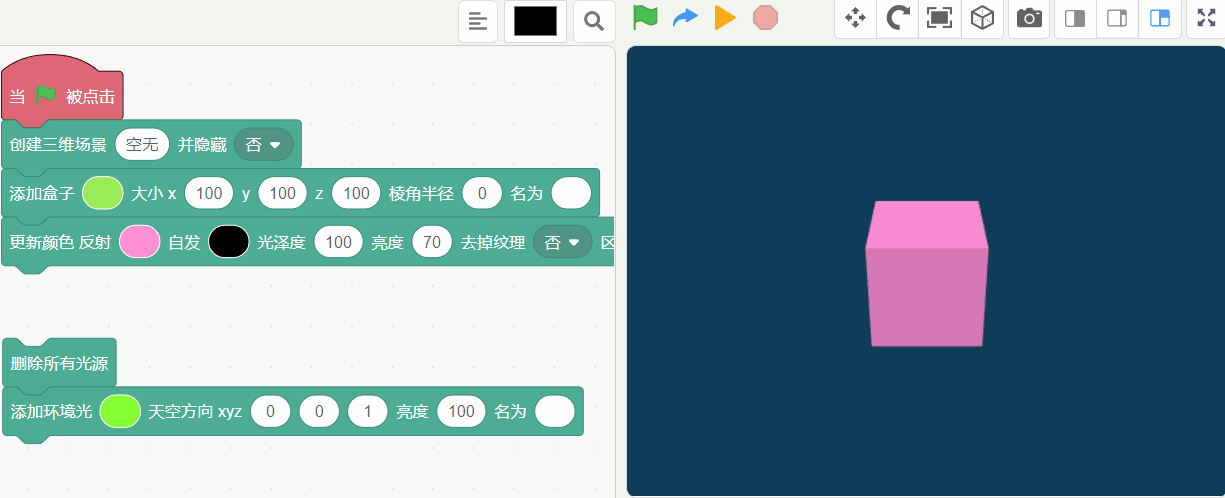 当 被点击
创建三维场景 空无 并隐藏 否
添加盒子 大小 x 100 y 100 z 100 棱角半径 0 名为
更新颜色 反射 自发 光泽度 100 亮度 70 去掉纹理 否
删除所有光源
添加环境光 天空方向 xyz 0 0 1 亮度 100 名为